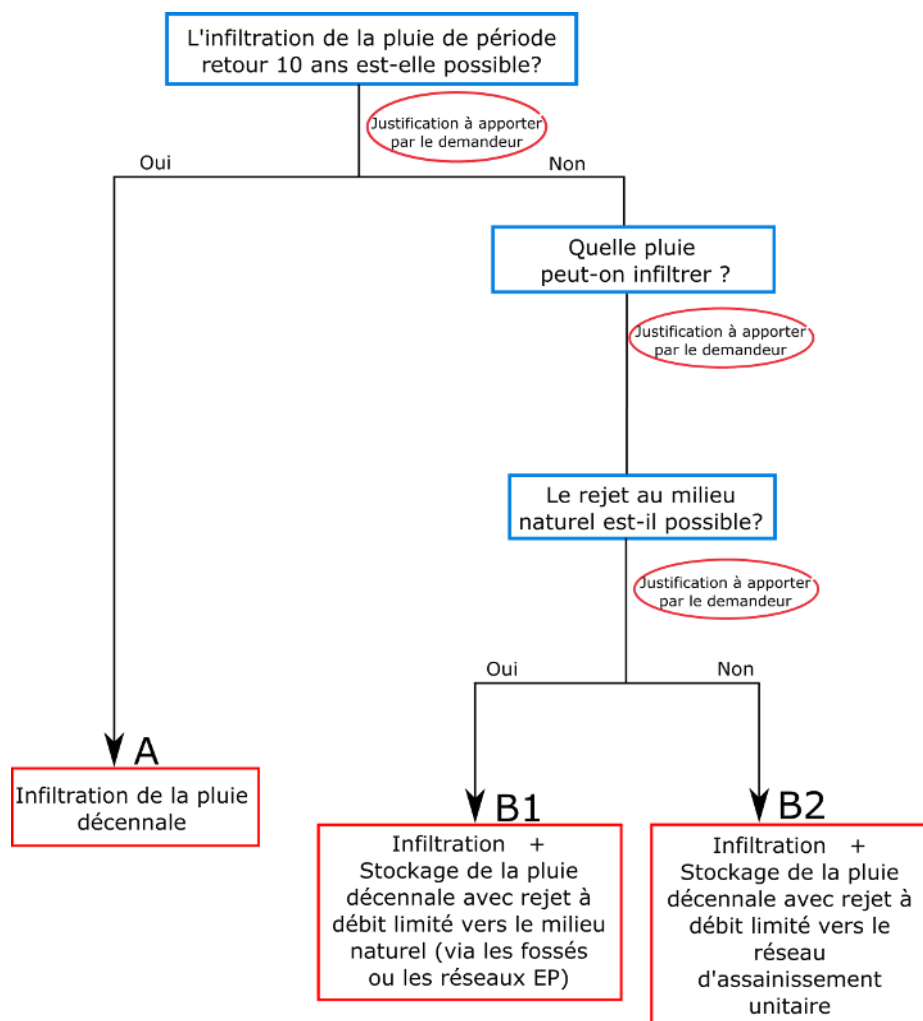 L'infiltration de la pluie de période
retour 10 ans est-elle possible?
Justification à apporter
par le demandeur
Oui
Non
Quelle pluie
peut-on infiltrer ?
Justification à apporter
par le demandeur
Le rejet au milieu
naturel est-il possible?
Justification à apporter
par le demandeur
Oui
Non
A
Infiltration de la pluie
décennale
B1
Infiltration +
Stockage de la pluie
décennale avec rejet à
débit limité vers le milieu
naturel (via les fossés
ou les réseaux EP)
B2
Infiltration +
Stockage de la pluie
décennale avec rejet à
débit limité vers le
réseau
d'assainissement
unitaire